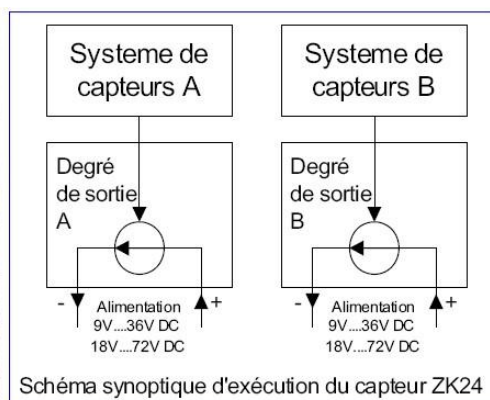 Systeme de
capteurs A
Systeme de
capteurs B
Degré
de sortie
A
Degré
de sortie
B
-
Alimentation
+
9V....36V DC
18V....72V DC
-
Alimentation
+
9V....36V DC
18V....72V DC
Schéma synoptique d'exécution du capteur ZK24